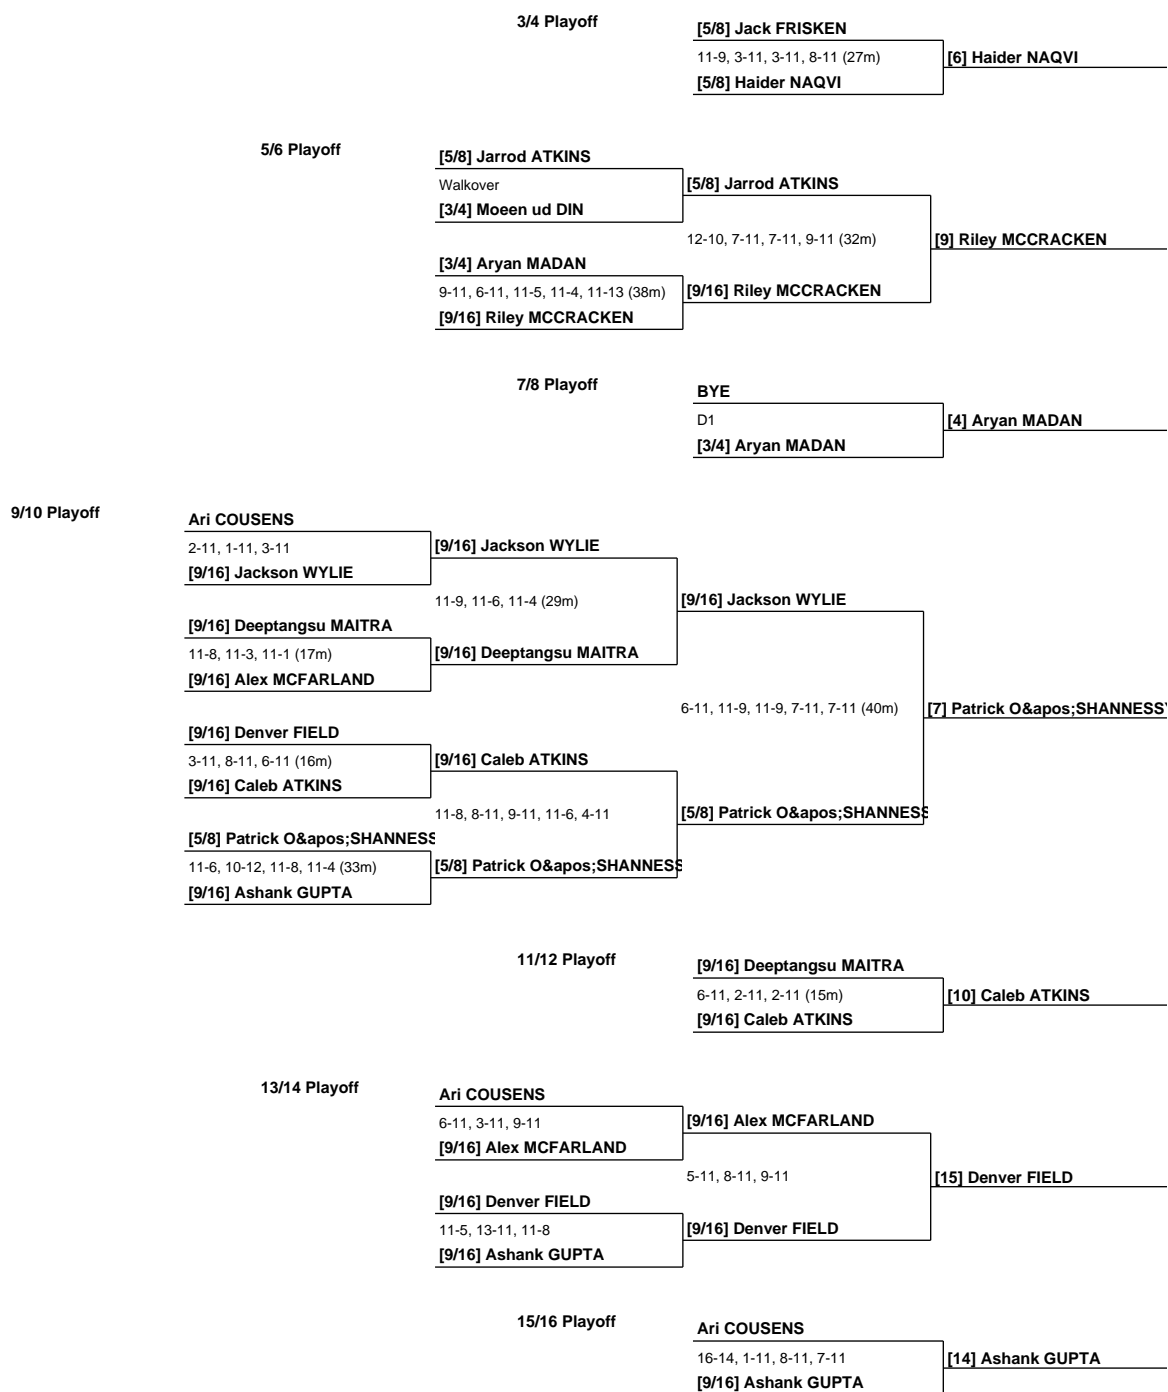 3/4 Playoff
[5/8] Jack FRISKEN
11-9, 3-11, 3-11, 8-11 (27m)
[6] Haider NAQVI
[5/8] Haider NAQVI
5/6 Playoff
[5/8] Jarrod ATKINS
Walkover
[5/8] Jarrod ATKINS
[3/4] Moeen ud DIN
12-10, 7-11, 7-11, 9-11 (32m)
[9] Riley MCCRACKEN
[3/4] Aryan MADAN
9-11, 6-11, 11-5, 11-4, 11-13 (38m)
[9/16] Riley MCCRACKEN
[9/16] Riley MCCRACKEN
7/8 Playoff
BYE
D1
[4] Aryan MADAN
[3/4] Aryan MADAN
9/10 Playoff
Ari COUSENS
2-11, 1-11, 3-11
[9/16] Jackson WYLIE
[9/16] Jackson WYLIE
11-9, 11-6, 11-4 (29m)
[9/16] Jackson WYLIE
[9/16] Deeptangsu MAITRA
11-8, 11-3, 11-1 (17m)
[9/16] Deeptangsu MAITRA
[9/16] Alex MCFARLAND
6-11, 11-9, 11-9, 7-11, 7-11 (40m)
[7] Patrick O&apos;SHANNESSY
[9/16] Denver FIELD
3-11, 8-11, 6-11 (16m)
[9/16] Caleb ATKINS
[9/16] Caleb ATKINS
11-8, 8-11, 9-11, 11-6, 4-11
[5/8] Patrick O&apos;SHANNESS
[5/8] Patrick O&apos;SHANNESS
11-6, 10-12, 11-8, 11-4 (33m)
[5/8] Patrick O&apos;SHANNESS
[9/16] Ashank GUPTA
11/12 Playoff
[9/16] Deeptangsu MAITRA
6-11, 2-11, 2-11 (15m)
[10] Caleb ATKINS
[9/16] Caleb ATKINS
13/14 Playoff
Ari COUSENS
6-11, 3-11, 9-11
[9/16] Alex MCFARLAND
[9/16] Alex MCFARLAND
5-11, 8-11, 9-11
[15] Denver FIELD
[9/16] Denver FIELD
11-5, 13-11, 11-8
[9/16] Denver FIELD
[9/16] Ashank GUPTA
15/16 Playoff
Ari COUSENS
16-14, 1-11, 8-11, 7-11
[14] Ashank GUPTA
[9/16] Ashank GUPTA